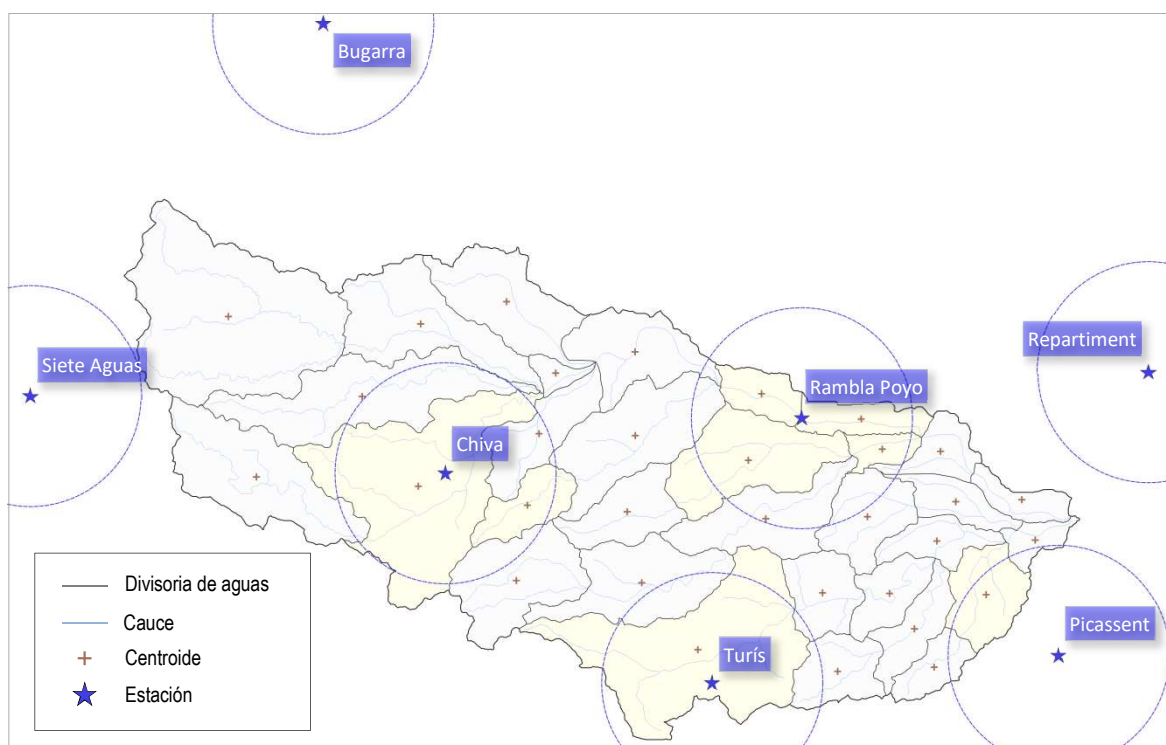 Bugarra
Siete Aguas
Repartiment
Rambla Poyo
Chiva
Picassent
Turís
Divisoria de aguas
Cauce
Centroide
Estación